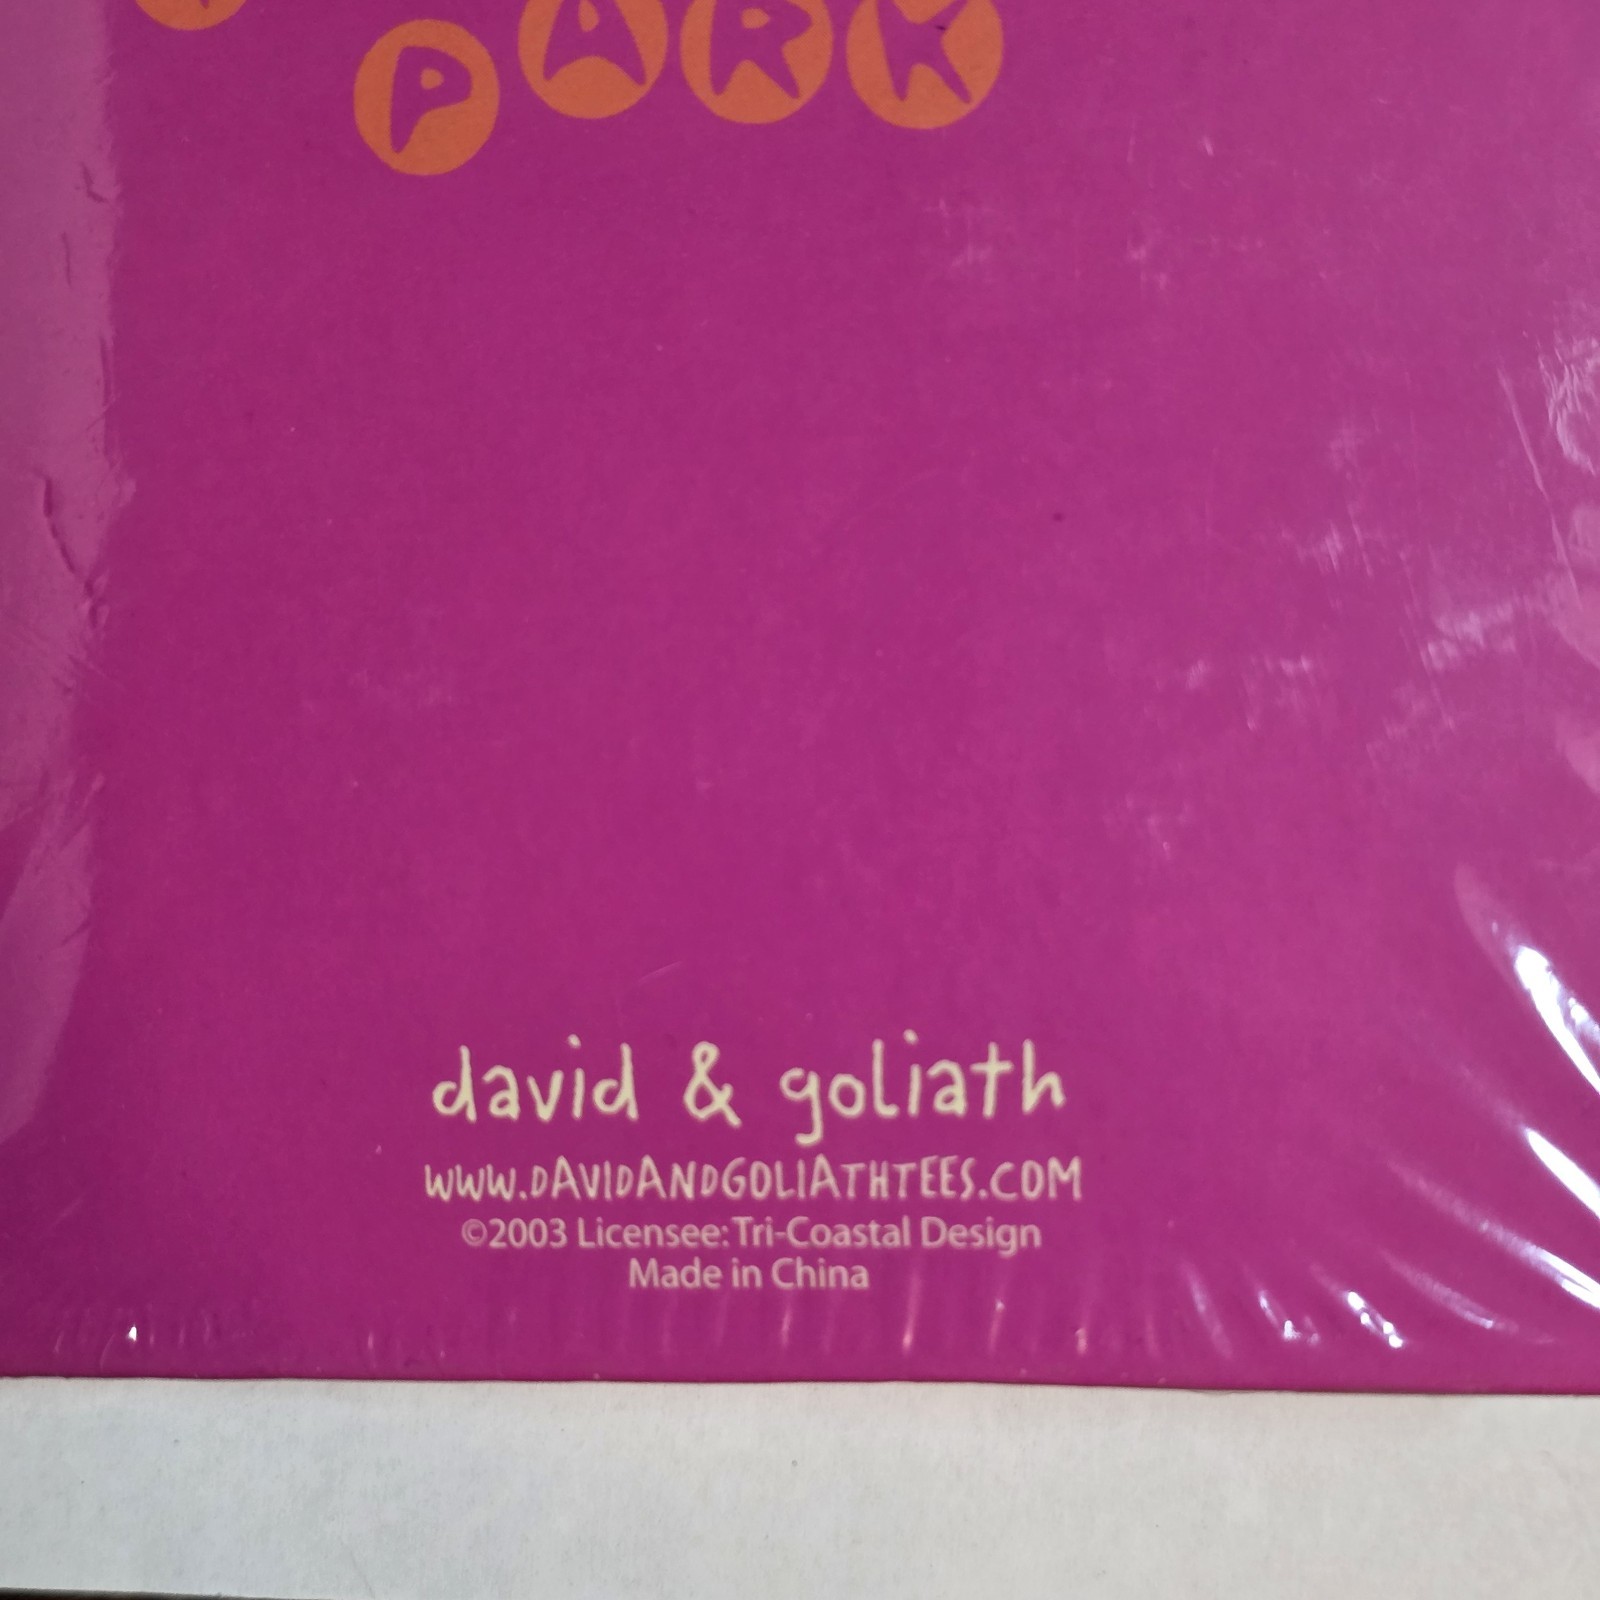 PARK
david & goliath
www.dAVIDANDGOLIATHTEES.COM
©2003 Licensee: Tri-Coastal Design
Made in China